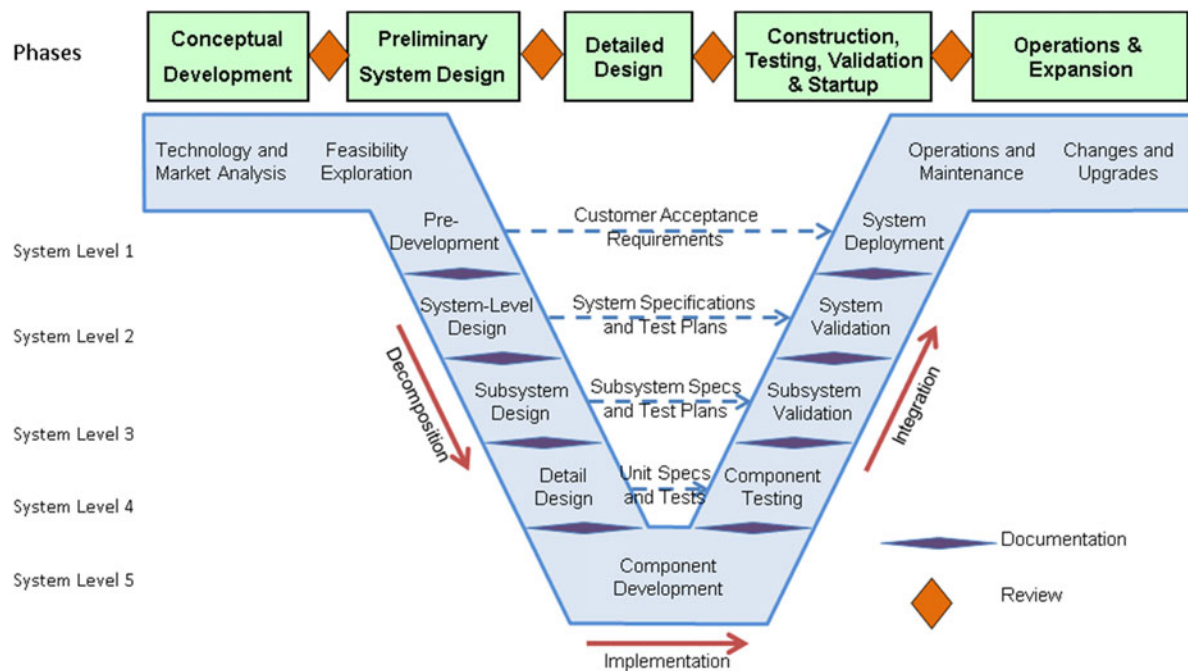 Phases
Conceptual
Development
Preliminary
System Design
Detailed
Design
Construction,
Testing, Validation
& Startup
Operations &
Expansion
Technology and
Market Analysis
Feasibility
Exploration
Operations and
Maintenance
Changes and
Upgrades
System Level 1
Pre-
Development
Customer Acceptance
Requirements
System
Deployment
System Level 2
System-Level
Design
System Specifications
and Test Plans
System
Validation
Decomposition
Integration
System Level 3
Subsystem
Design
Subsystem Specs
and Test Plans
Subsystem
Validation
System Level 4
Detail
Design
Unit Specs
and Tests
Component
Testing
System Level 5
Component
Development
Implementation
Documentation
Review